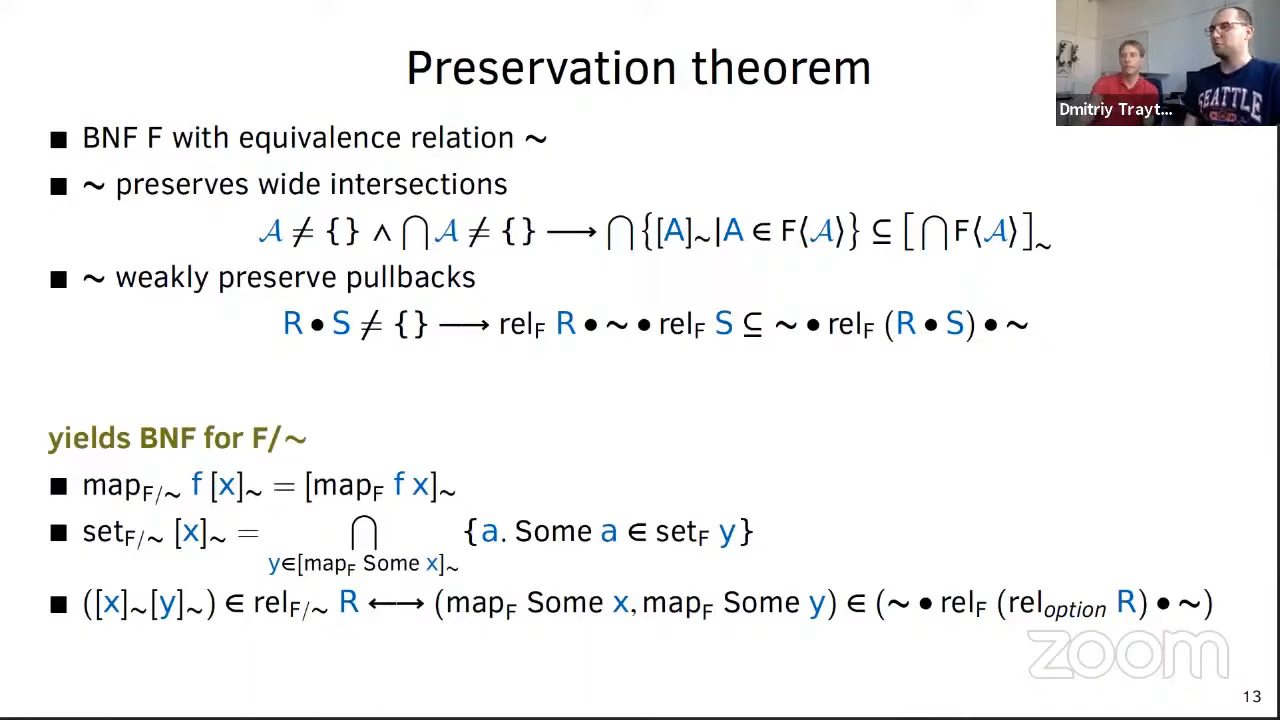 Preservation theorem
Dmitriy Trayt...
SEATTLE
■ BNF F with equivalence relation ∼
■ ∼ preserves wide intersections
𝒜 ≠ {} ∧ ⋂ 𝒜 ≠ {} ⟶ ⋂ {[A]∼|A ∈ F⟨𝒜⟩} ⊆ [⋂ F⟨𝒜⟩]∼
■ ∼ weakly preserve pullbacks
R • S ≠ {} ⟶ rel_F R • ∼ • rel_F S ⊆ ∼ • rel_F (R • S) • ∼
yields BNF for F/∼
■ map_F/∼ f [x]∼ = [map_F f x]∼
■ set_F/∼ [x]∼ = ⋂ {a. Some a ∈ set_F y}
y∈[map_F Some x]∼
■ ([x]∼[y]∼) ∈ rel_F/∼ R ⟷ (map_F Some x, map_F Some y) ∈ (∼ • rel_F (rel_option R) • ∼)
zoom
13